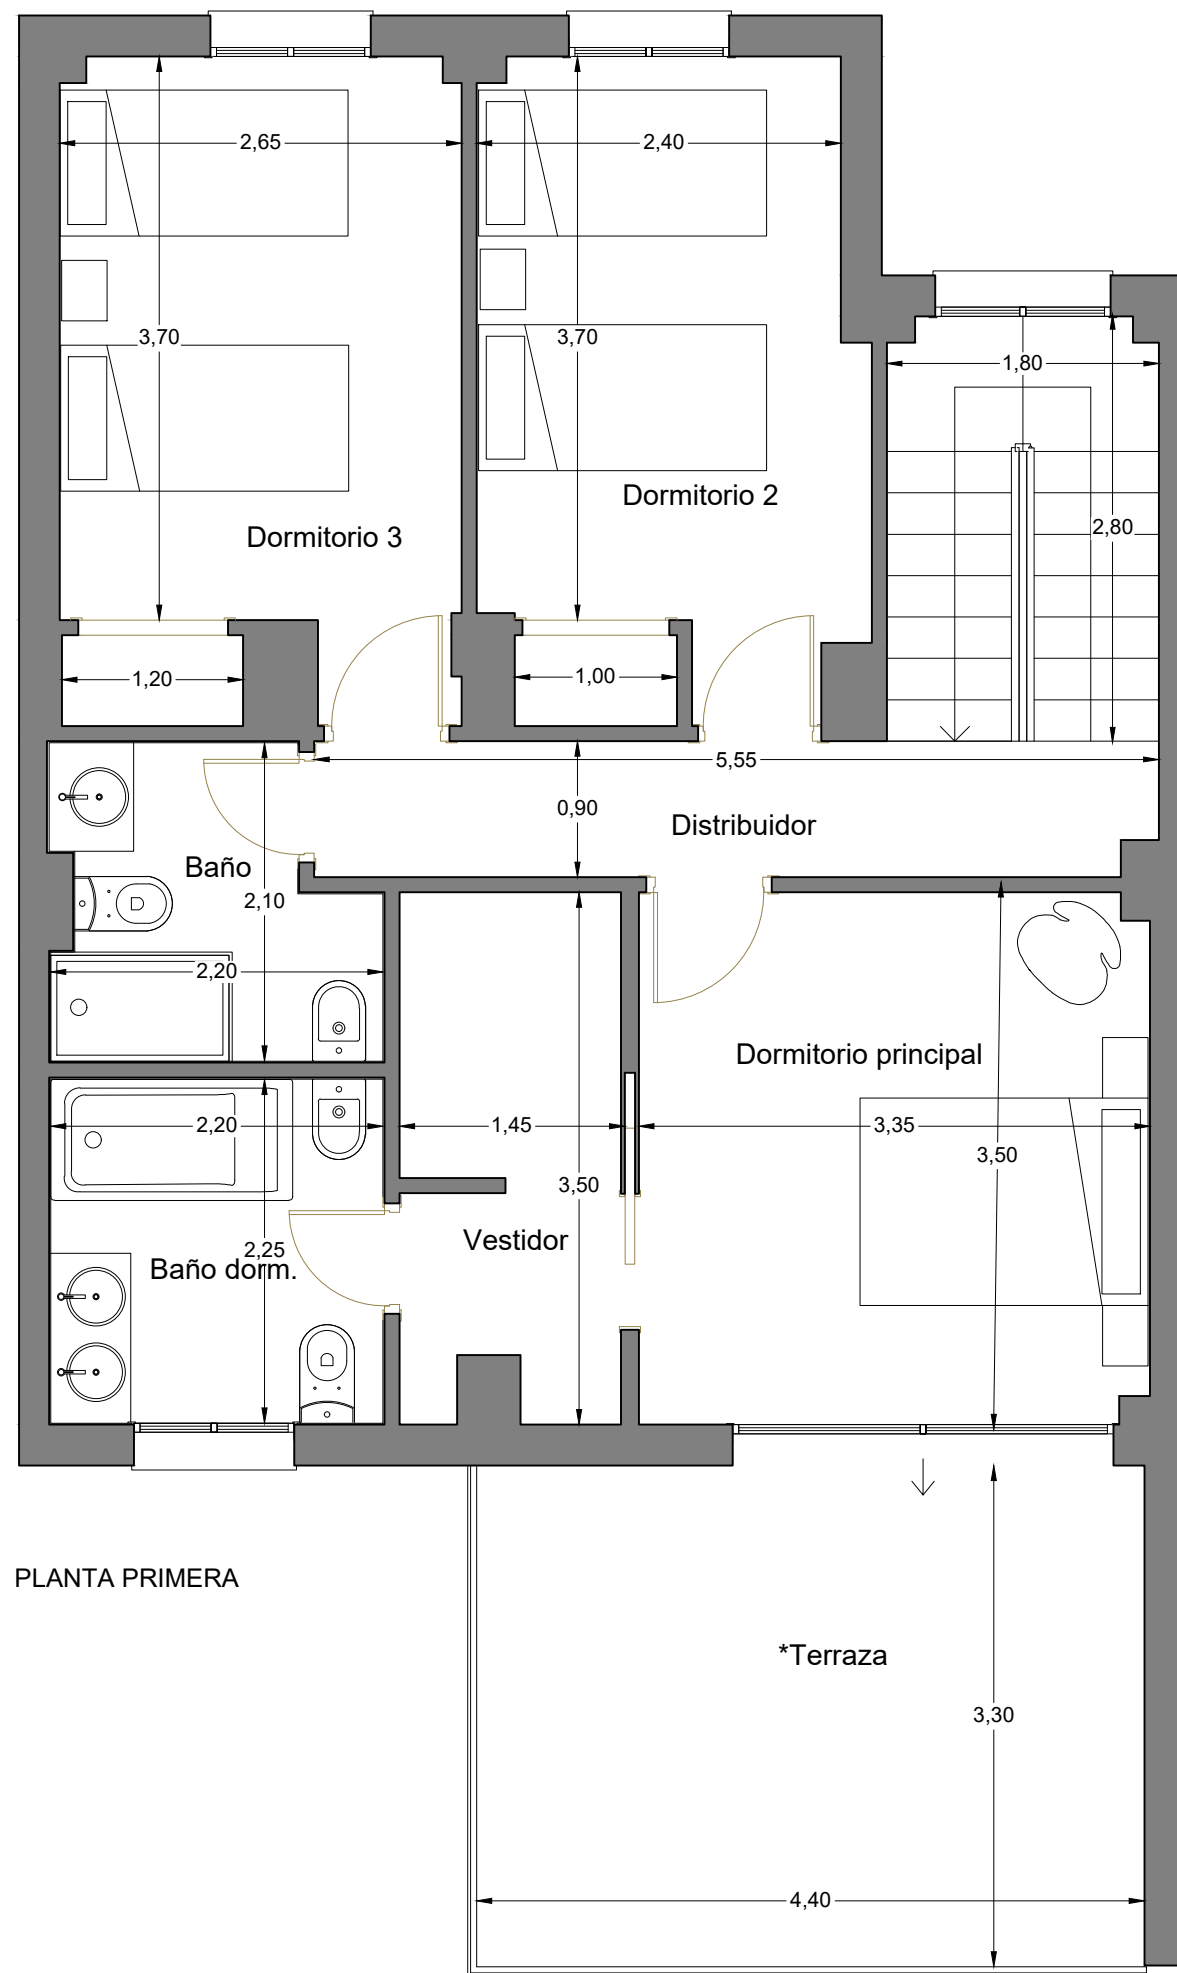 2,65
2,40
3,70
3,70
1,80
Dormitorio 2
2,80
Dormitorio 3
1,20
1,00
5,55
0,90
Distribuidor
Baño
2,10
2,20
Dormitorio principal
2,20
1,45
3,35
3,50
3,50
Vestidor
2,25
Baño dorm.
PLANTA PRIMERA
*Terraza
3,30
4,40